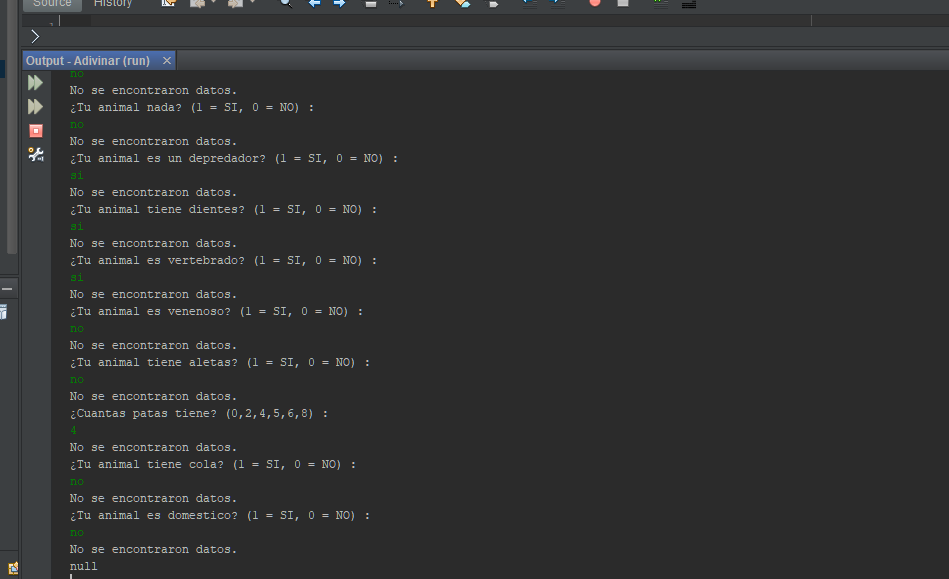 Source History
Output - Adivinar (run) ×
no
No se encontraron datos.
¿Tu animal nada? (1 = SI, 0 = NO) :
no
No se encontraron datos.
¿Tu animal es un depredador? (1 = SI, 0 = NO) :
si
No se encontraron datos.
¿Tu animal tiene dientes? (1 = SI, 0 = NO) :
si
No se encontraron datos.
¿Tu animal es vertebrado? (1 = SI, 0 = NO) :
si
No se encontraron datos.
¿Tu animal es venenoso? (1 = SI, 0 = NO) :
no
No se encontraron datos.
¿Tu animal tiene aletas? (1 = SI, 0 = NO) :
no
No se encontraron datos.
¿Cuantas patas tiene? (0,2,4,5,6,8) :
4
No se encontraron datos.
¿Tu animal tiene cola? (1 = SI, 0 = NO) :
no
No se encontraron datos.
¿Tu animal es domestico? (1 = SI, 0 = NO) :
no
No se encontraron datos.
null